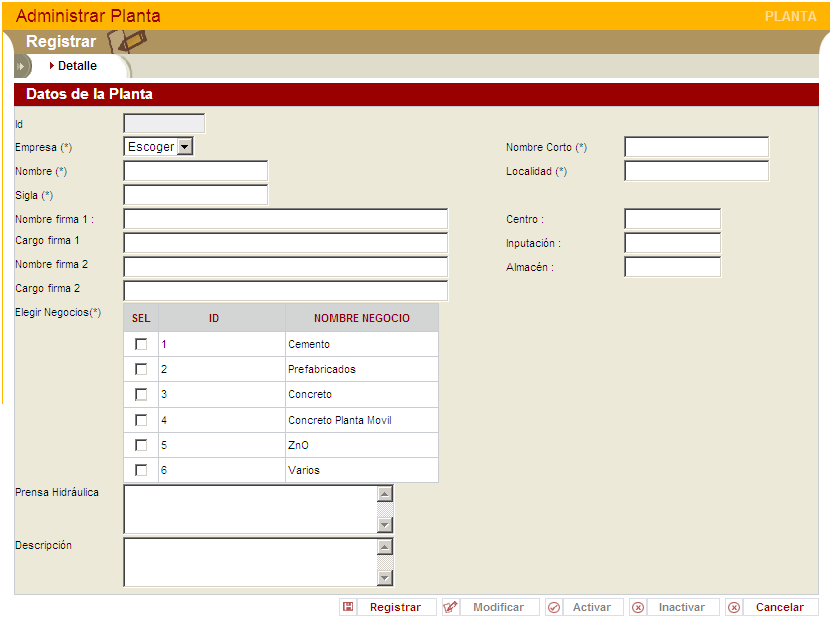 Administrar Planta PLANTA
Registrar
Detalle
Datos de la Planta
Id
Empresa (*) Escoger Nombre Corto (*)
Nombre (*) Localidad (*)
Sigla (*)
Nombre firma 1 : Centro :
Cargo firma 1 Inputación :
Nombre firma 2 Almacén :
Cargo firma 2
Elegir Negocios(*) SEL ID NOMBRE NEGOCIO
1 Cemento
2 Prefabricados
3 Concreto
4 Concreto Planta Movil
5 ZnO
6 Varios
Prensa Hidráulica
Descripción
Registrar Modificar Activar Inactivar Cancelar